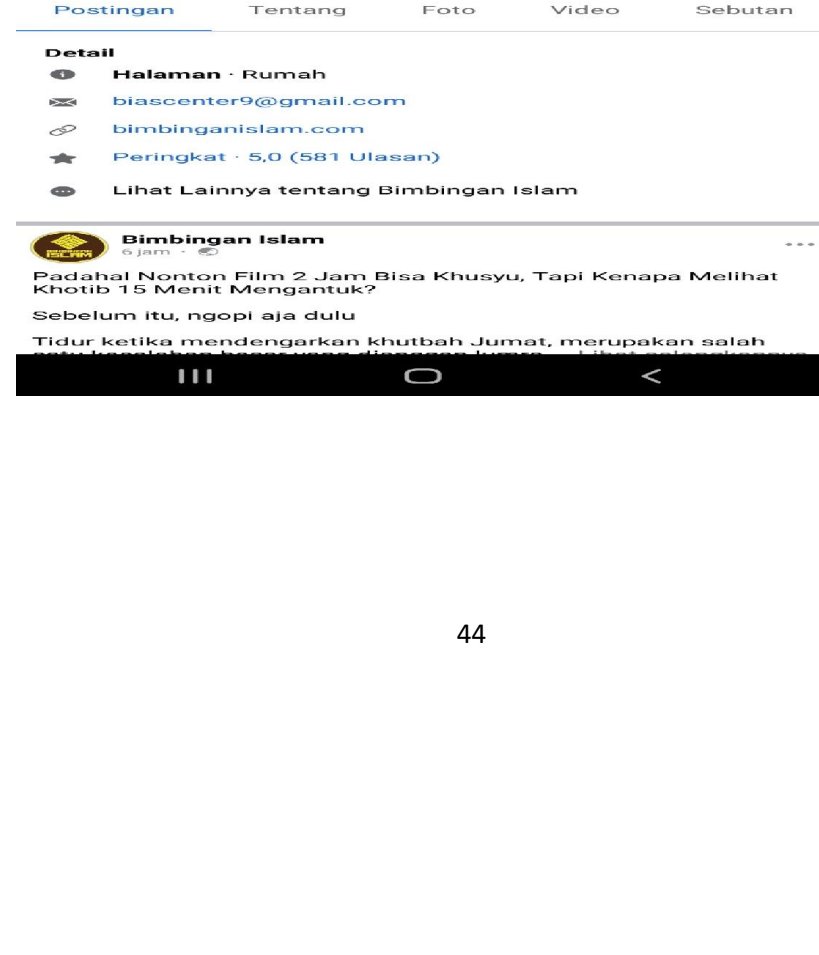 Postingan Tentang Foto Video Sebutan
Detail
Halaman · Rumah
biascenter9@gmail.com
bimbinganislam.com
Peringkat · 5,0 (581 Ulasan)
Lihat Lainnya tentang Bimbingan Islam
Bimbingan Islam
6 jam ·
ISLAM
Padahal Nonton Film 2 Jam Bisa Khusyu, Tapi Kenapa Melihat
Khotib 15 Menit Mengantuk?
Sebelum itu, ngopi aja dulu
Tidur ketika mendengarkan khutbah Jumat, merupakan salah
44